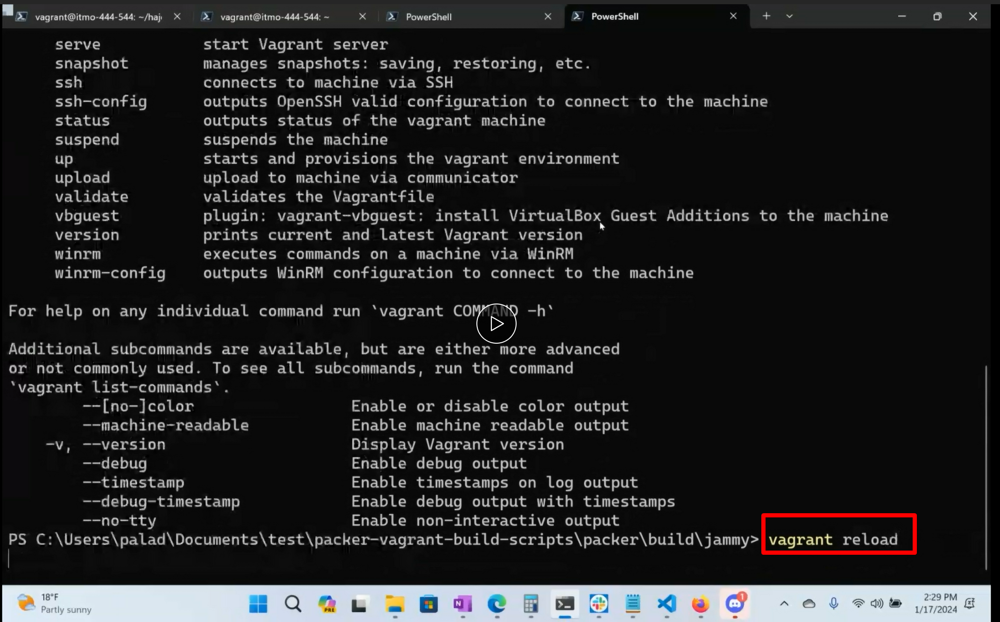 vagrant@itmo-444-544: ~/haj
vagrant@itmo-444-544: ~
PowerShell
PowerShell
serve start Vagrant server
snapshot manages snapshots: saving, restoring, etc.
ssh connects to machine via SSH
ssh-config outputs OpenSSH valid configuration to connect to the machine
status outputs status of the vagrant machine
suspend suspends the machine
up starts and provisions the vagrant environment
upload upload to machine via communicator
validate validates the Vagrantfile
vbguest plugin: vagrant-vbguest: install VirtualBox Guest Additions to the machine
version prints current and latest Vagrant version
winrm executes commands on a machine via WinRM
winrm-config outputs WinRM configuration to connect to the machine
For help on any individual command run `vagrant COMMAND -h`
Additional subcommands are available, but are either more advanced
or not commonly used. To see all subcommands, run the command
`vagrant list-commands`.
--[no-]color Enable or disable color output
--machine-readable Enable machine readable output
-v, --version Display Vagrant version
--debug Enable debug output
--timestamp Enable timestamps on log output
--debug-timestamp Enable debug output with timestamps
--no-tty Enable non-interactive output
PS C:\Users\palad\Documents\test\packer-vagrant-build-scripts\packer\build\jammy> vagrant reload
18°F
Partly sunny
PRE
N
1
2:29 PM
1/17/2024